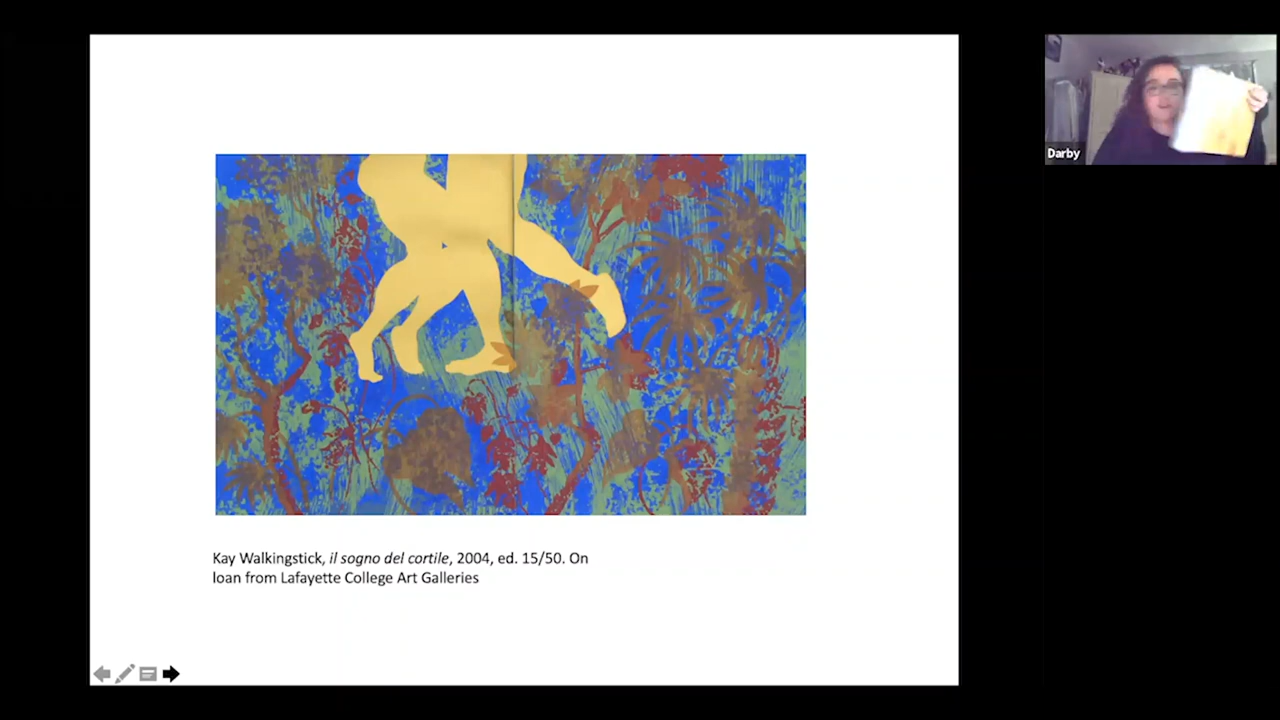 Darby
Kay Walkingstick, il sogno del cortile, 2004, ed. 15/50. On
loan from Lafayette College Art Galleries